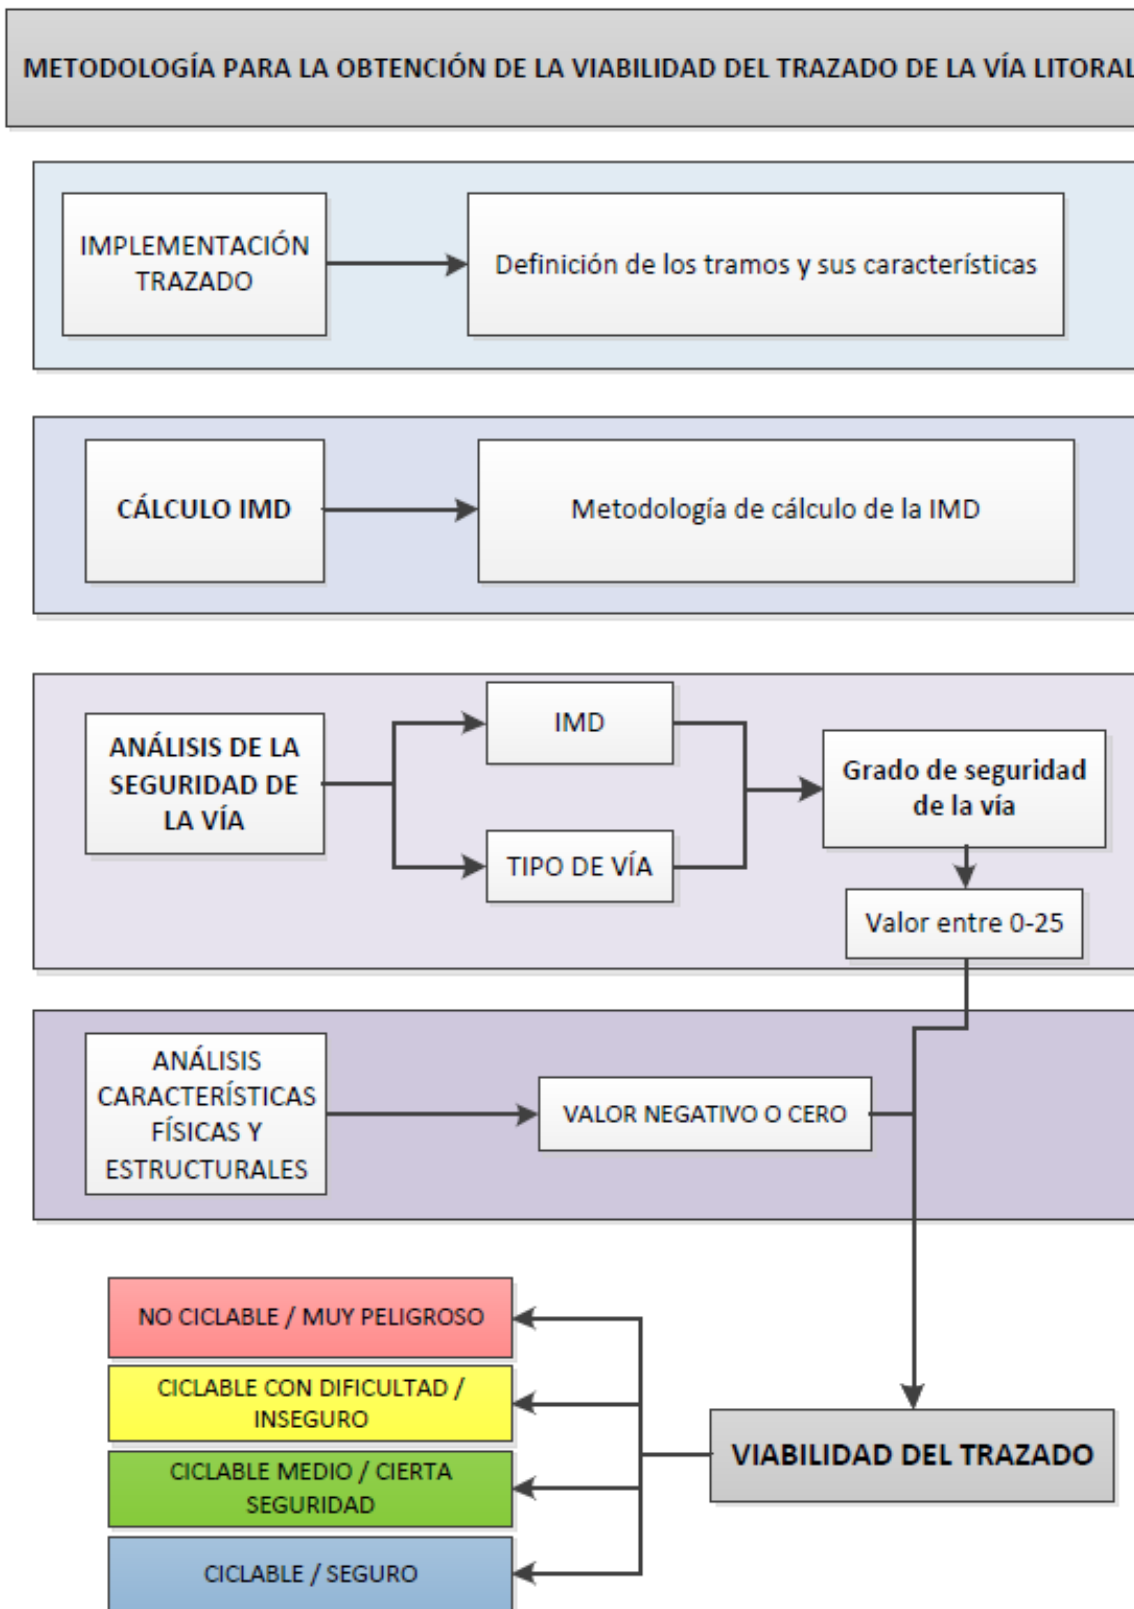 METODOLOGÍA PARA LA OBTENCIÓN DE LA VIABILIDAD DEL TRAZADO DE LA VÍA LITORAL
IMPLEMENTACIÓN
TRAZADO
Definición de los tramos y sus característicias
CÁLCULO IMD
Metodología de cálculo de la IMD
ANÁLISIS DE LA
SEGURIDAD DE
LA VÍA
IMD
TIPO DE VÍA
Grado de seguridad
de la vía
Valor entre 0-25
ANÁLISIS
CARACTERÍSTICAS
FÍSICAS Y
ESTRUCTURALES
VALOR NEGATIVO O CERO
NO CICLABLE / MUY PELIGROSO
CICLABLE CON DIFICULTAD /
INSEGURO
CICLABLE MEDIO / CIERTA
SEGURIDAD
CICLABLE / SEGURO
VIABILIDAD DEL TRAZADO